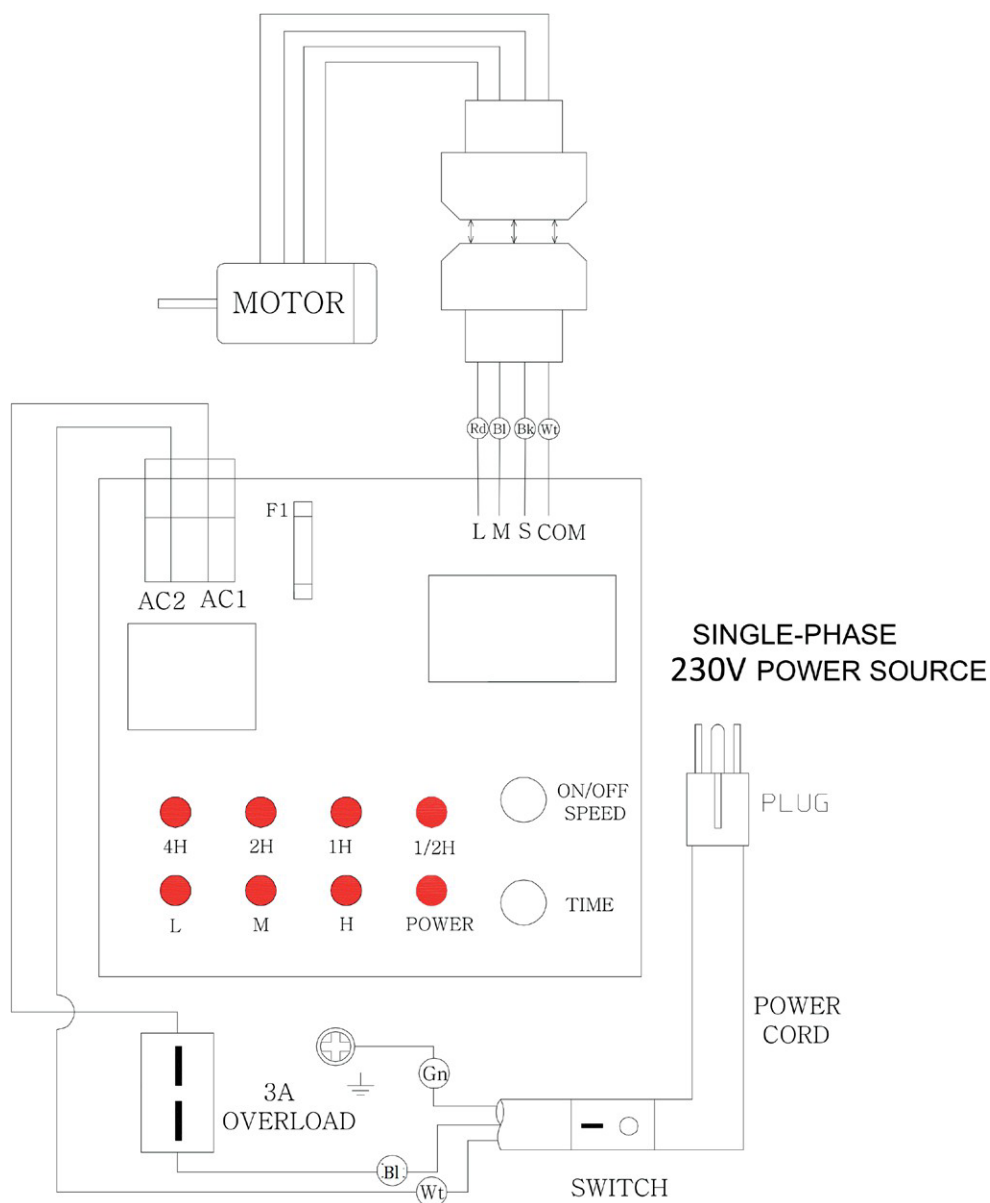 MOTOR
Rd Bl Bk Wt
L M S COM
F1
AC2 AC1
SINGLE-PHASE
230V POWER SOURCE
PLUG
ON/OFF
SPEED
4H 2H 1H 1/2H
TIME
L M H POWER
POWER
CORD
Gn
3A
OVERLOAD
Bl
Wt
SWITCH